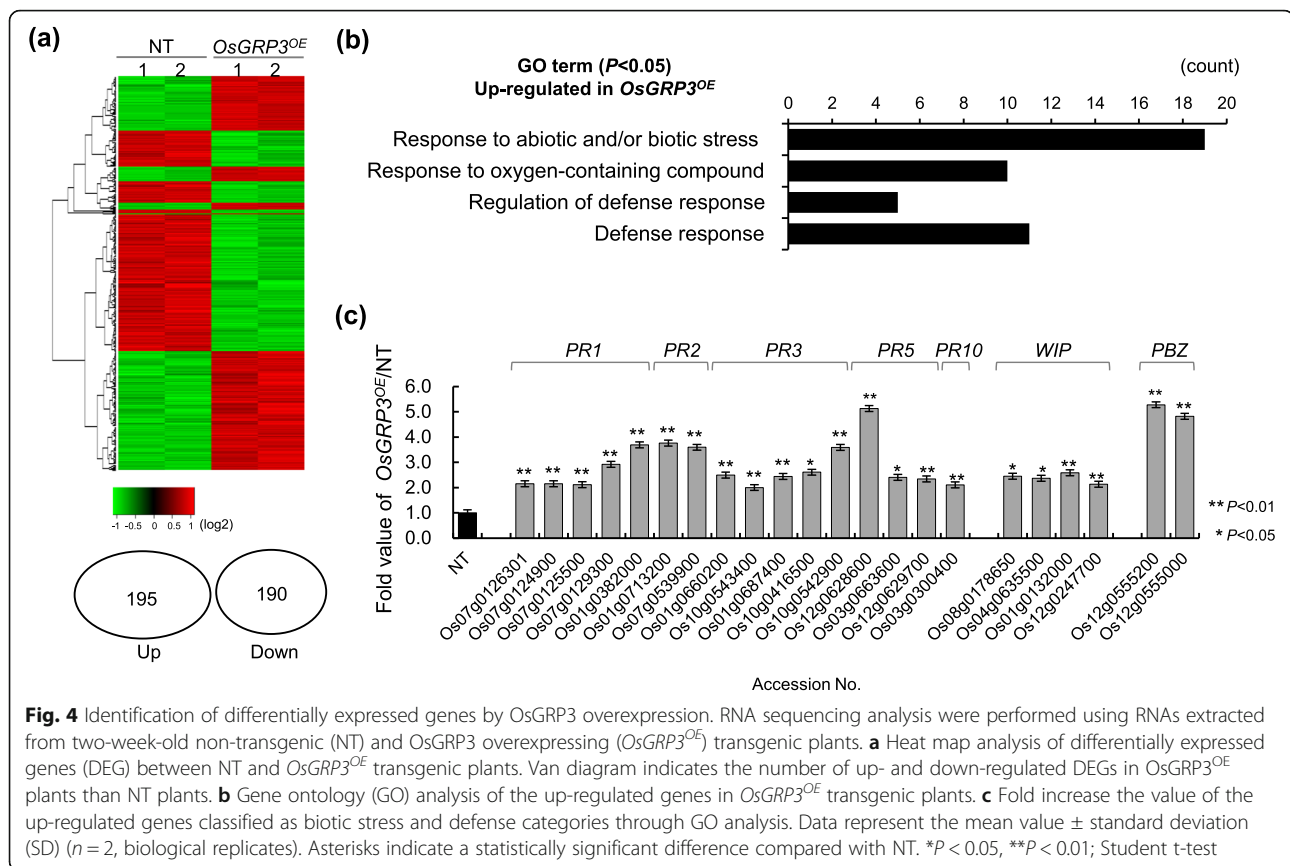 (a)
NT OsGRP3OE
1 2 1 2
-1 -0.5 0 0.5 1 (log2)
195 190
Up Down
(b)
GO term (P<0.05)
Up-regulated in OsGRP3OE
(count)
0 2 4 6 8 10 12 14 16 18 20
Response to abiotic and/or biotic stress
Response to oxygen-containing compound
Regulation of defense response
Defense response
(c)
PR1 PR2 PR3 PR5 PR10 WIP PBZ
Fold value of OsGRP3OE/NT
6.0
5.0
4.0
3.0
2.0
1.0
0.0
** ** ** ** ** ** ** ** ** ** * ** ** * ** ** * * ** ** ** **
** P<0.01
* P<0.05
NT
Os07g0126301
Os07g0124900
Os07g0125500
Os07g0129300
Os01g0382000
Os01g0713200
Os07g0539900
Os01g0660200
Os10g0543400
Os01g0687400
Os10g0416500
Os10g0542900
Os12g0628600
Os03g0663600
Os12g0629700
Os03g0300400
Os08g0178650
Os04g0635500
Os01g0132000
Os12g0247700
Os12g0555200
Os12g0555000
Accession No.
Fig. 4 Identification of differentially expressed genes by OsGRP3 overexpression. RNA sequencing analysis were performed using RNAs extracted
from two-week-old non-transgenic (NT) and OsGRP3 overexpressing (OsGRP3OE) transgenic plants. a Heat map analysis of differentially expressed
genes (DEG) between NT and OsGRP3OE transgenic plants. Van diagram indicates the number of up- and down-regulated DEGs in OsGRP3OE
plants than NT plants. b Gene ontology (GO) analysis of the up-regulated genes in OsGRP3OE transgenic plants. c Fold increase the value of the
up-regulated genes classified as biotic stress and defense categories through GO analysis. Data represent the mean value ± standard deviation
(SD) (n = 2, biological replicates). Asterisks indicate a statistically significant difference compared with NT. *P < 0.05, **P < 0.01; Student t-test